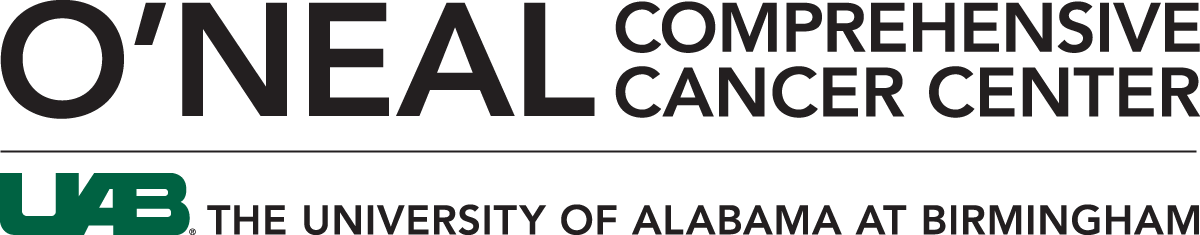 O’NEAL COMPREHENSIVE
CANCER CENTER
UAB® THE UNIVERSITY OF ALABAMA AT BIRMINGHAM